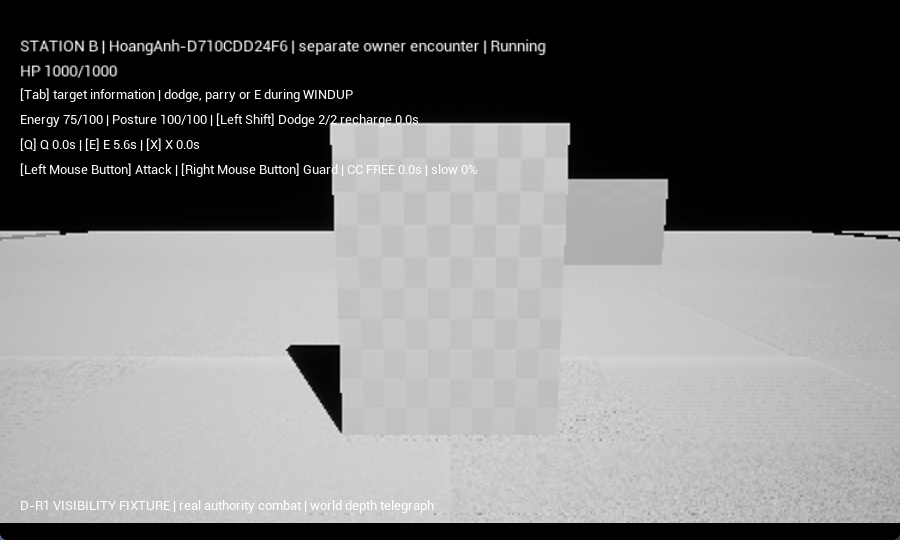 STATION B | HoangAnh-D710CDD24F6 | separate owner encounter | Running
HP 1000/1000
[Tab] target information | dodge, parry or E during WINDUP
Energy 75/100 | Posture 100/100 | [Left Shift] Dodge 2/2 recharge 0.0s
[Q] Q 0.0s | [E] E 5.6s | [X] X 0.0s
[Left Mouse Button] Attack | [Right Mouse Button] Guard | CC FREE 0.0s | slow 0%
D-R1 VISIBILITY FIXTURE | real authority combat | world depth telegraph